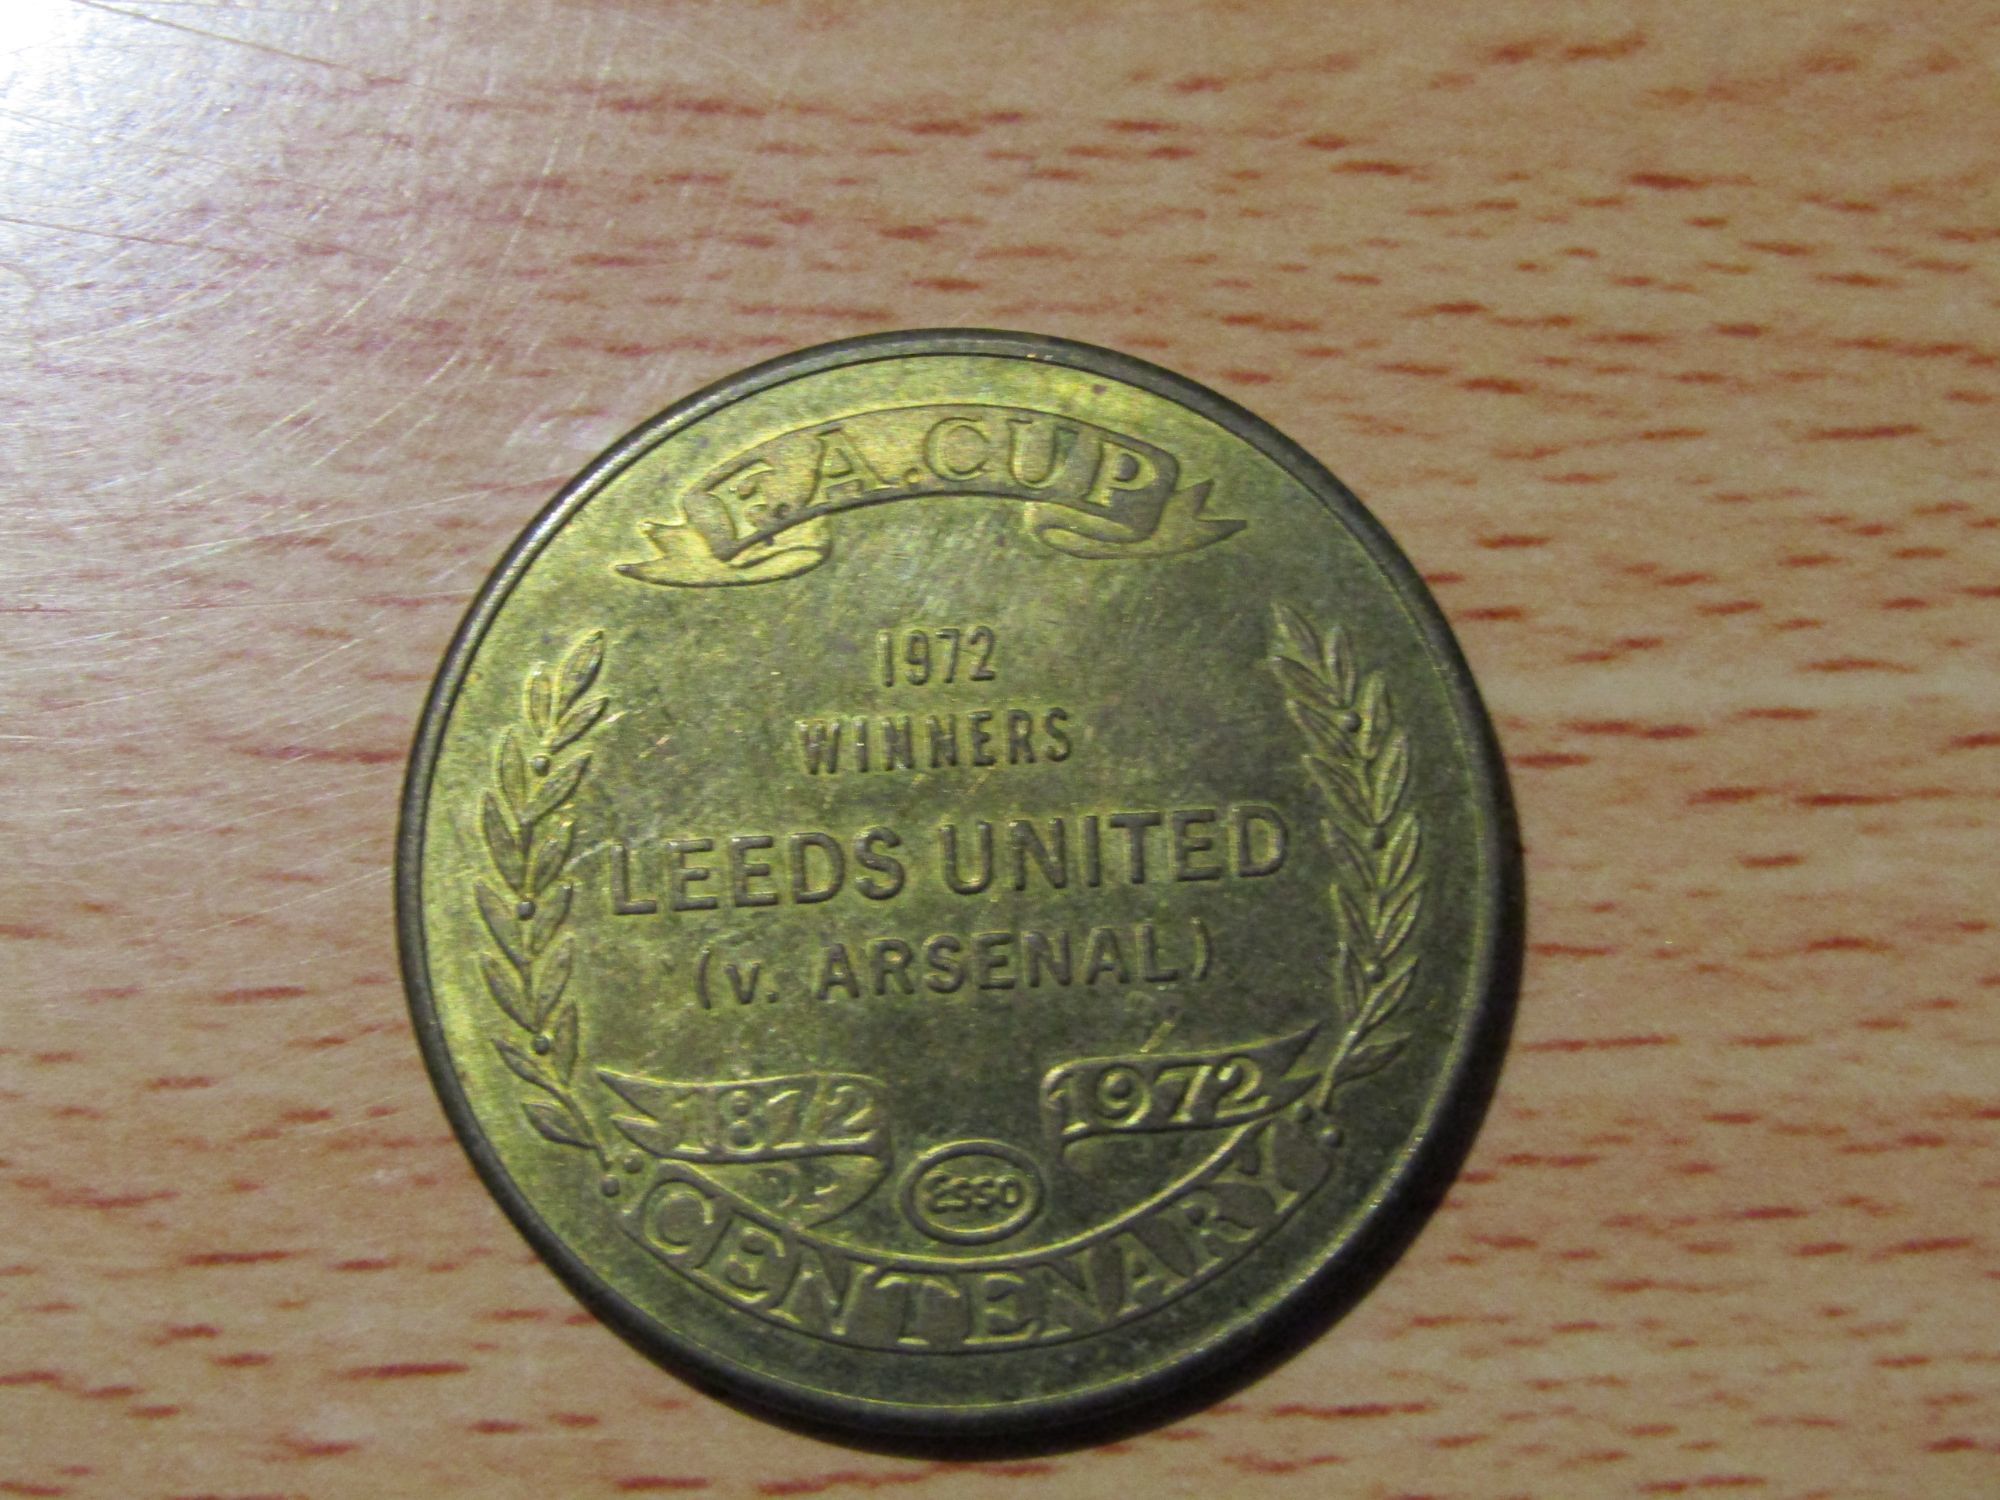 F.A.CUP
1972
WINNERS
LEEDS UNITED
(v. ARSENAL)
1872 1972
Esso
CENTENARY